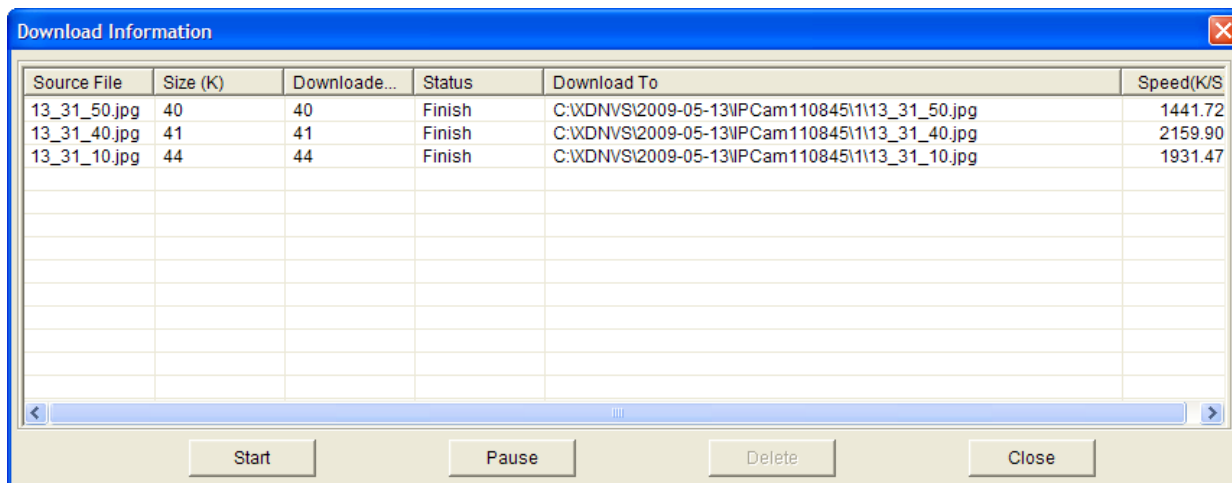 Download Information
Source File Size (K) Downloade... Status Download To Speed(K/S
13_31_50.jpg 40 40 Finish C:\XDNVS\2009-05-13\IPCam110845\1\13_31_50.jpg 1441.72
13_31_40.jpg 41 41 Finish C:\XDNVS\2009-05-13\IPCam110845\1\13_31_40.jpg 2159.90
13_31_10.jpg 44 44 Finish C:\XDNVS\2009-05-13\IPCam110845\1\13_31_10.jpg 1931.47
Start Pause Delete Close